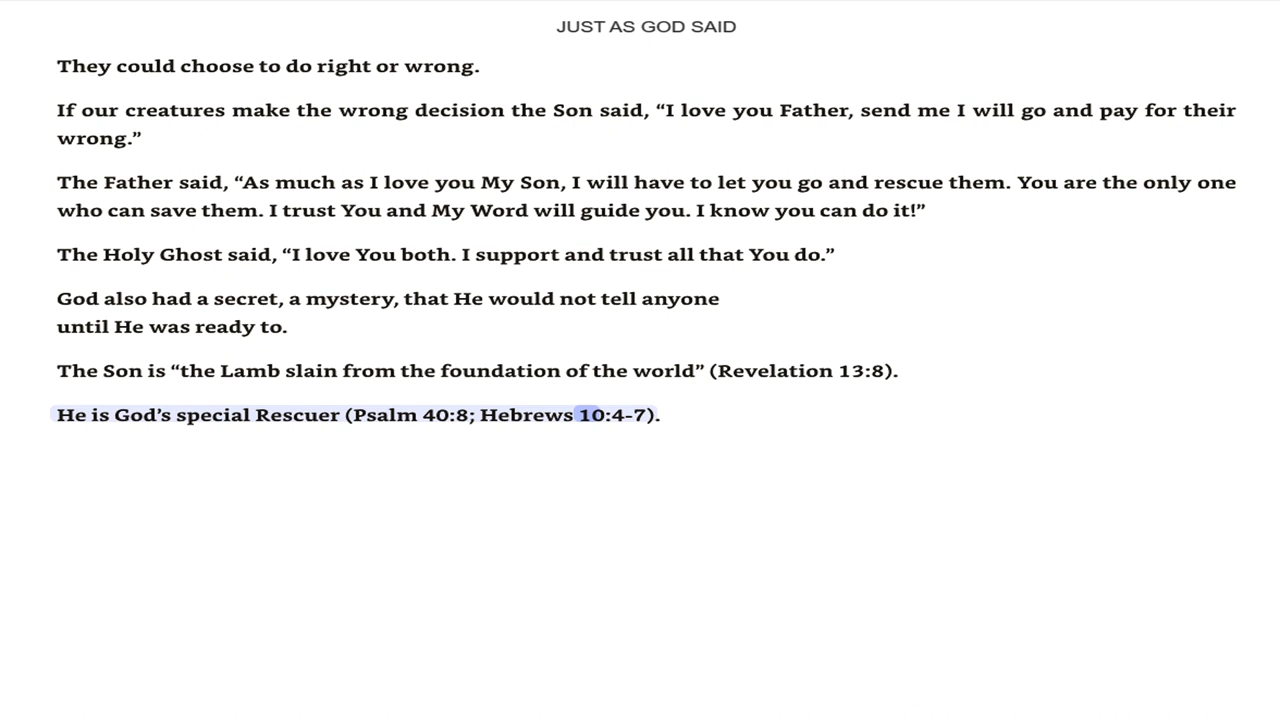 JUST AS GOD SAID
They could choose to do right or wrong.
If our creatures make the wrong decision the Son said, “I love you Father, send me I will go and pay for their
wrong.”
The Father said, “As much as I love you My Son, I will have to let you go and rescue them. You are the only one
who can save them. I trust You and My Word will guide you. I know you can do it!”
The Holy Ghost said, “I love You both. I support and trust all that You do.”
God also had a secret, a mystery, that He would not tell anyone
until He was ready to.
The Son is “the Lamb slain from the foundation of the world” (Revelation 13:8).
He is God’s special Rescuer (Psalm 40:8; Hebrews 10:4-7).